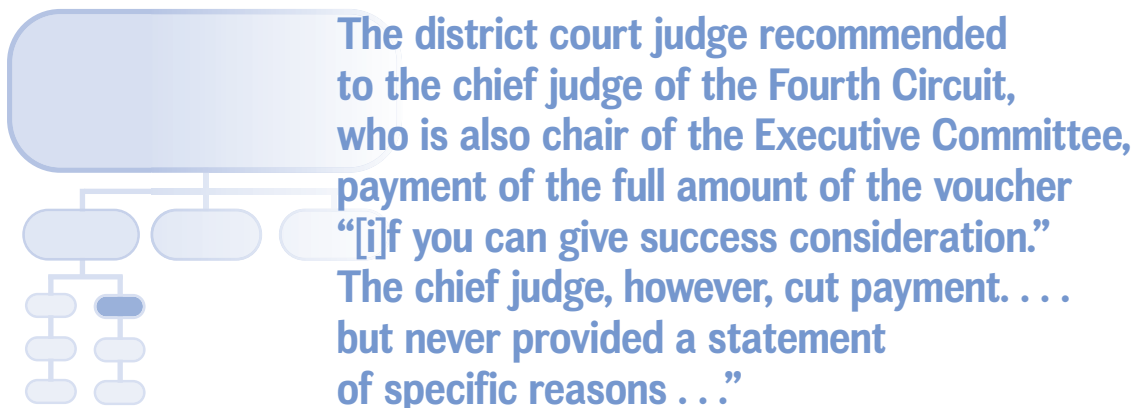 The district court judge recommended
to the chief judge of the Fourth Circuit,
who is also chair of the Executive Committee,
payment of the full amount of the voucher
“[i]f you can give success consideration.”
The chief judge, however, cut payment. . . .
but never provided a statement
of specific reasons . . .”